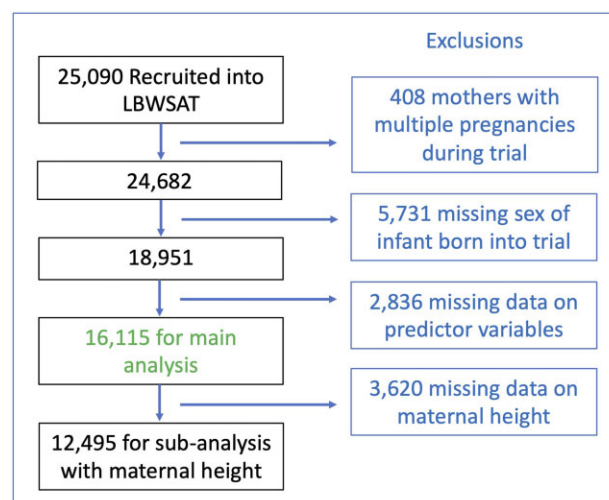 Exclusions
25,090 Recruited into
LBWSAT
408 mothers with
multiple pregnancies
during trial
24,682
5,731 missing sex of
infant born into trial
18,951
2,836 missing data on
predictor variables
16,115 for main
analysis
3,620 missing data on
maternal height
12,495 for sub-analysis
with maternal height